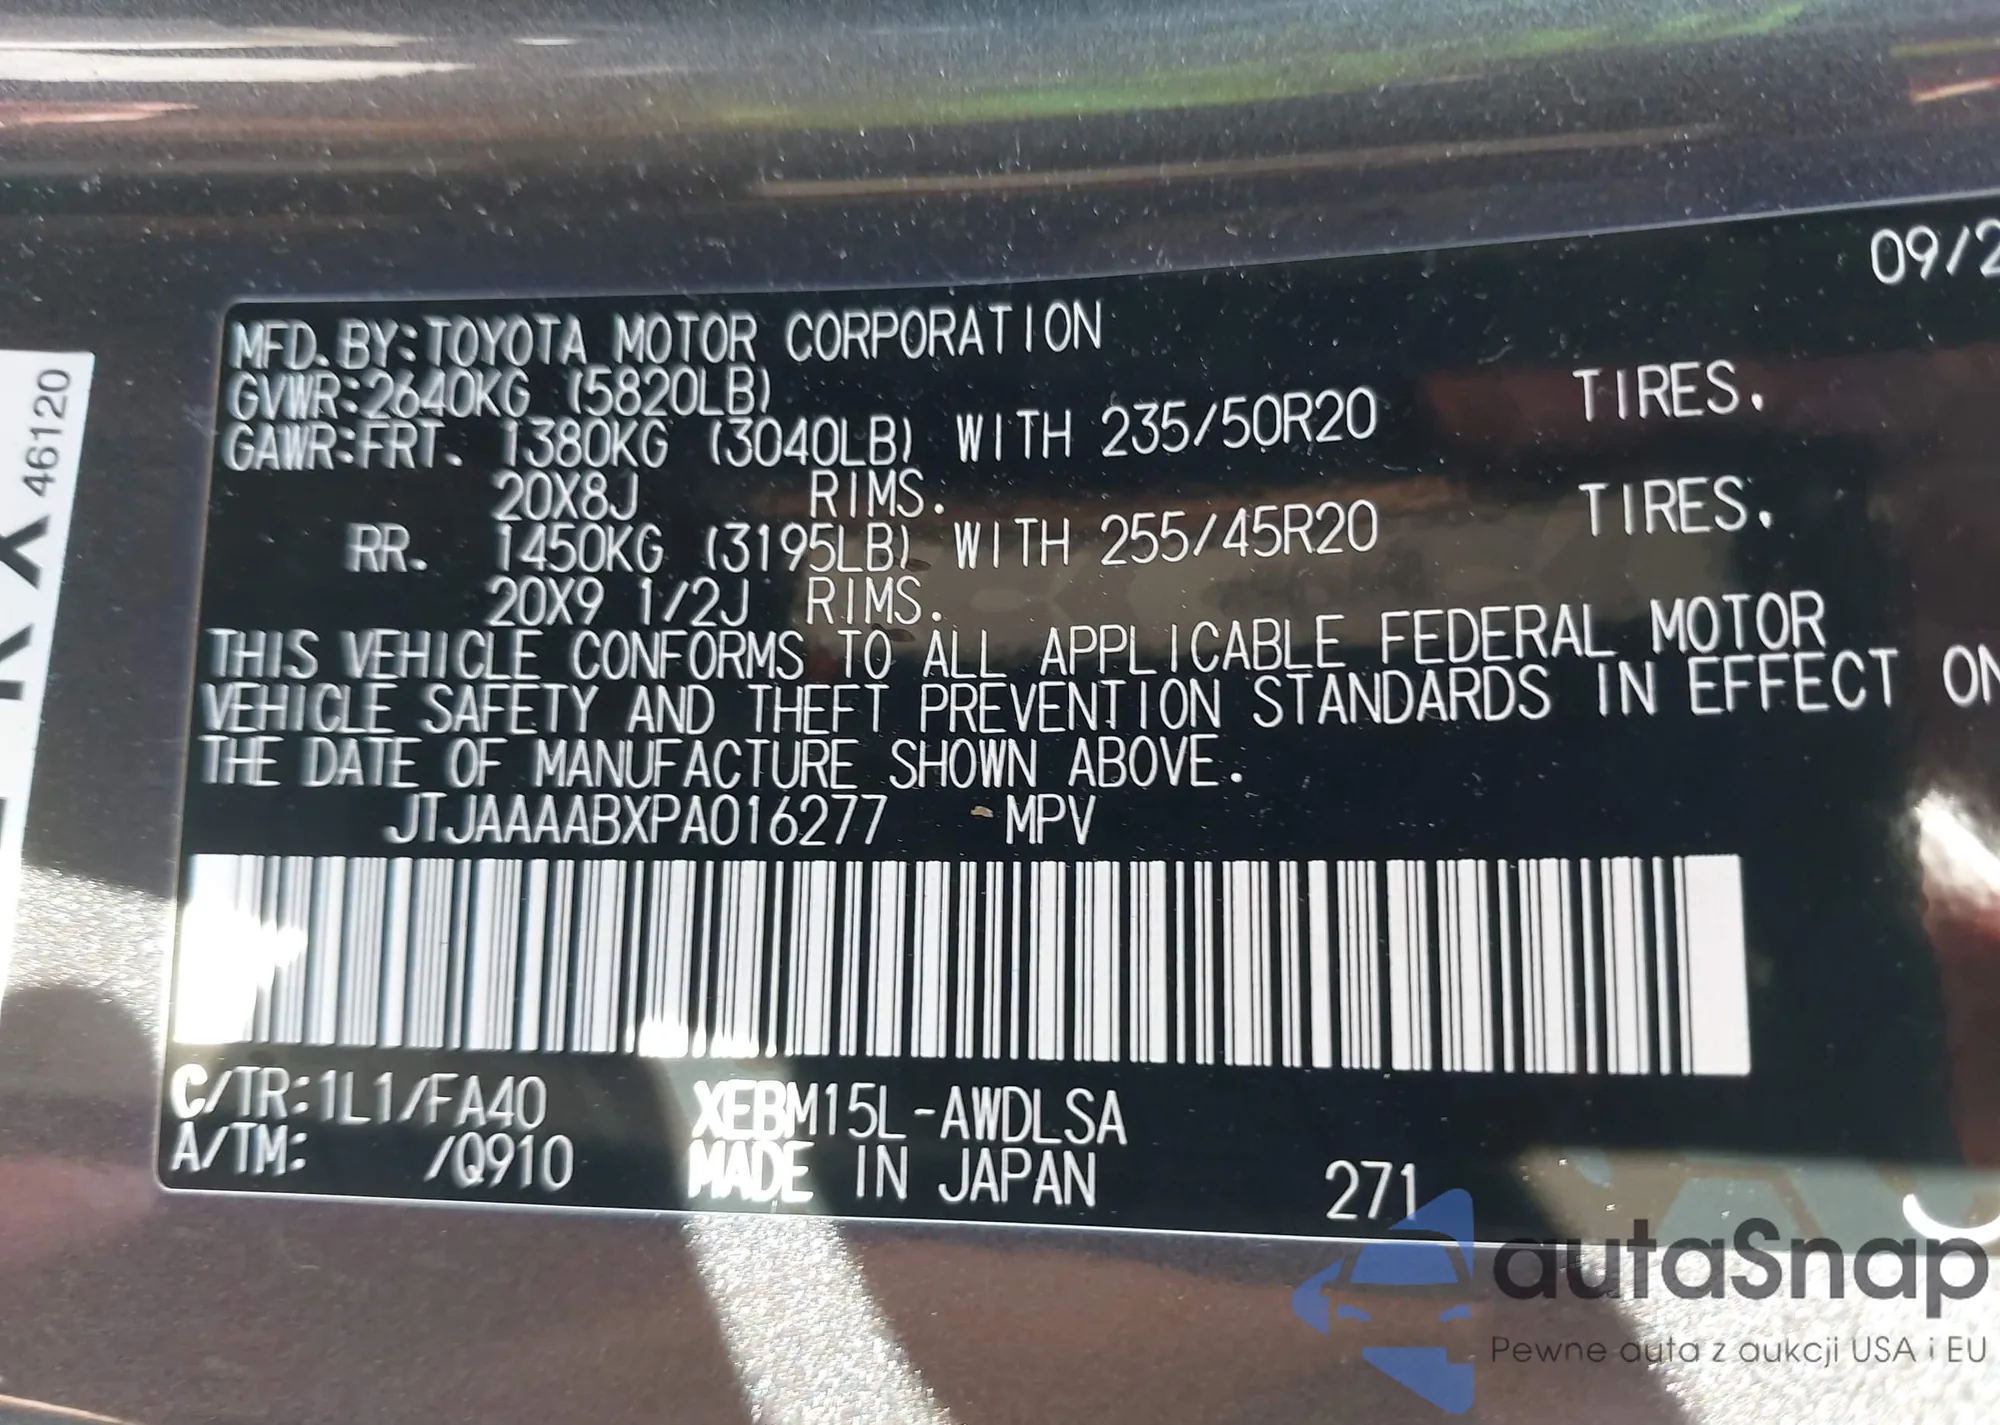 09/2
MFD. BY:TOYOTA MOTOR CORPORATION
GVWR:2640KG (5820LB)
GAWR:FRT. 1380KG (3040LB) WITH 235/50R20 TIRES.
20X8J RIMS.
RR. 1450KG (3195LB) WITH 255/45R20 TIRES.
20X9 1/2J RIMS.
THIS VEHICLE CONFORMS TO ALL APPLICABLE FEDERAL MOTOR
VEHICLE SAFETY AND THEFT PREVENTION STANDARDS IN EFFECT ON
THE DATE OF MANUFACTURE SHOWN ABOVE.
JTJAAAABXPA016277 MPV
C/TR:1L1/FA40 XEBM15L-AWDLSA
A/TM: /Q910 MADE IN JAPAN 271
46120
autaSnap
Pewne auta z aukcji USA i EU